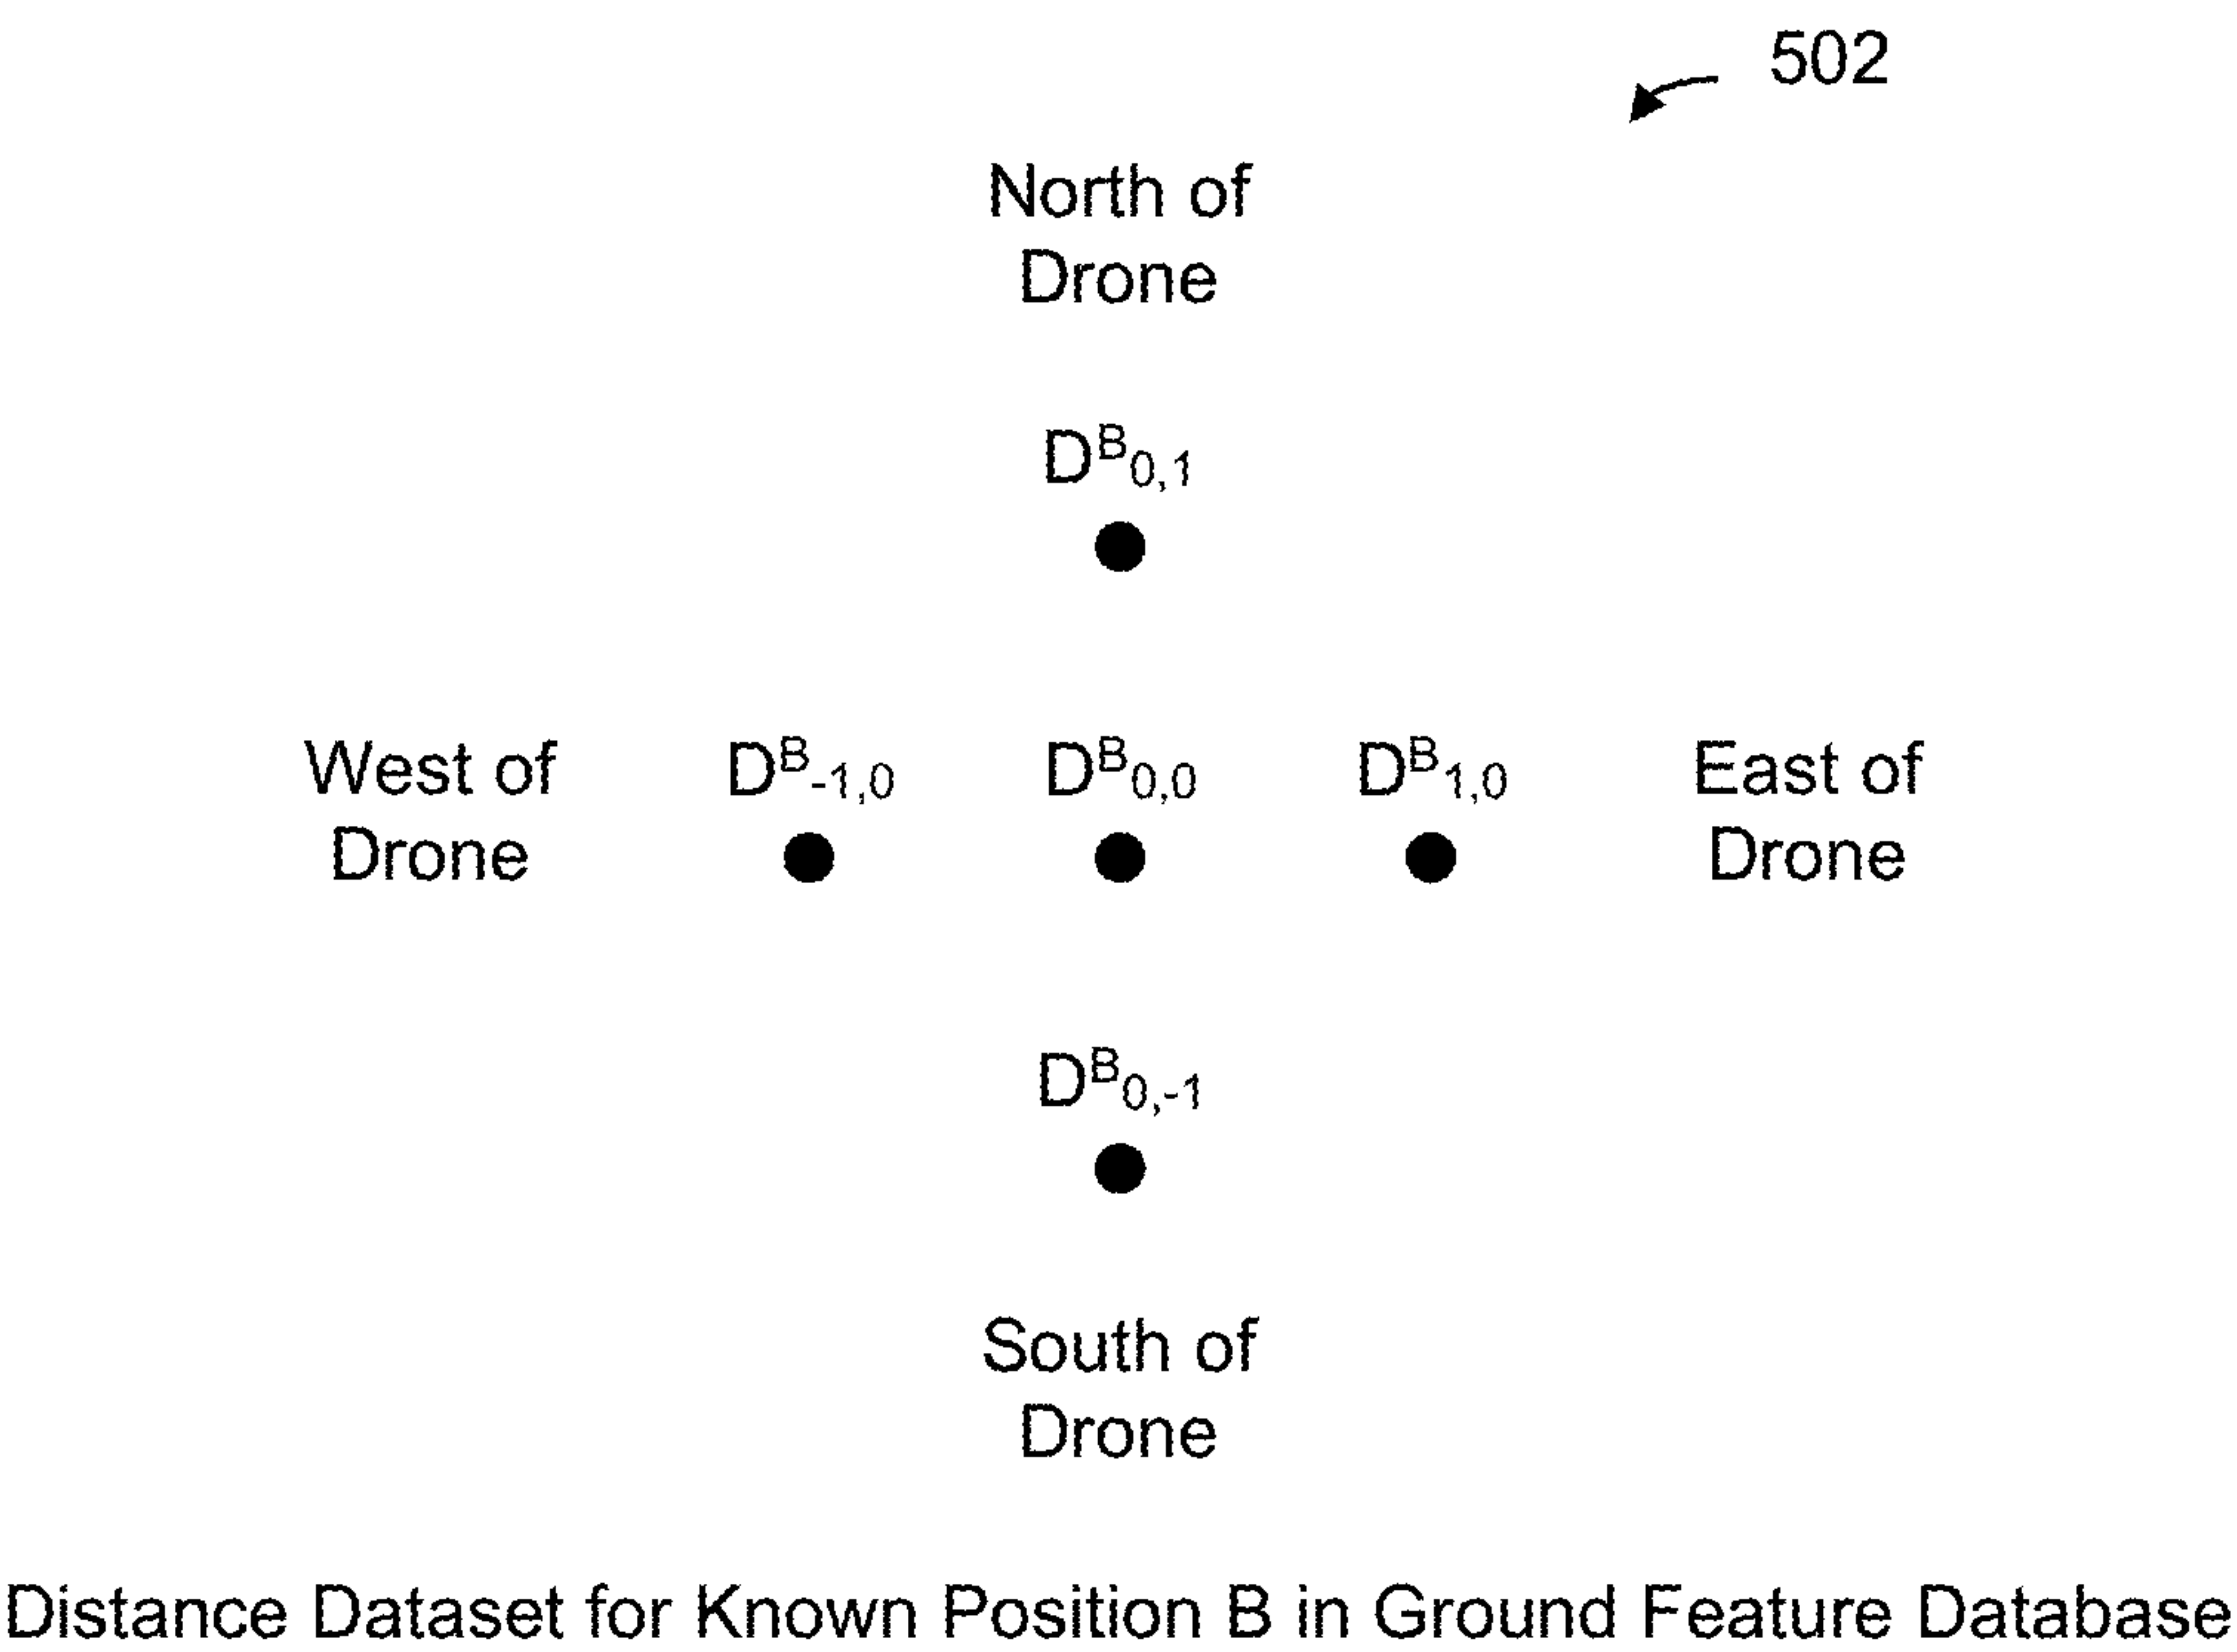 502
North of
Drone
D^B_0,1
West of
Drone
D^B_-1,0
D^B_0,0
D^B_1,0
East of
Drone
D^B_0,-1
South of
Drone
Distance Dataset for Known Position B in Ground Feature Database